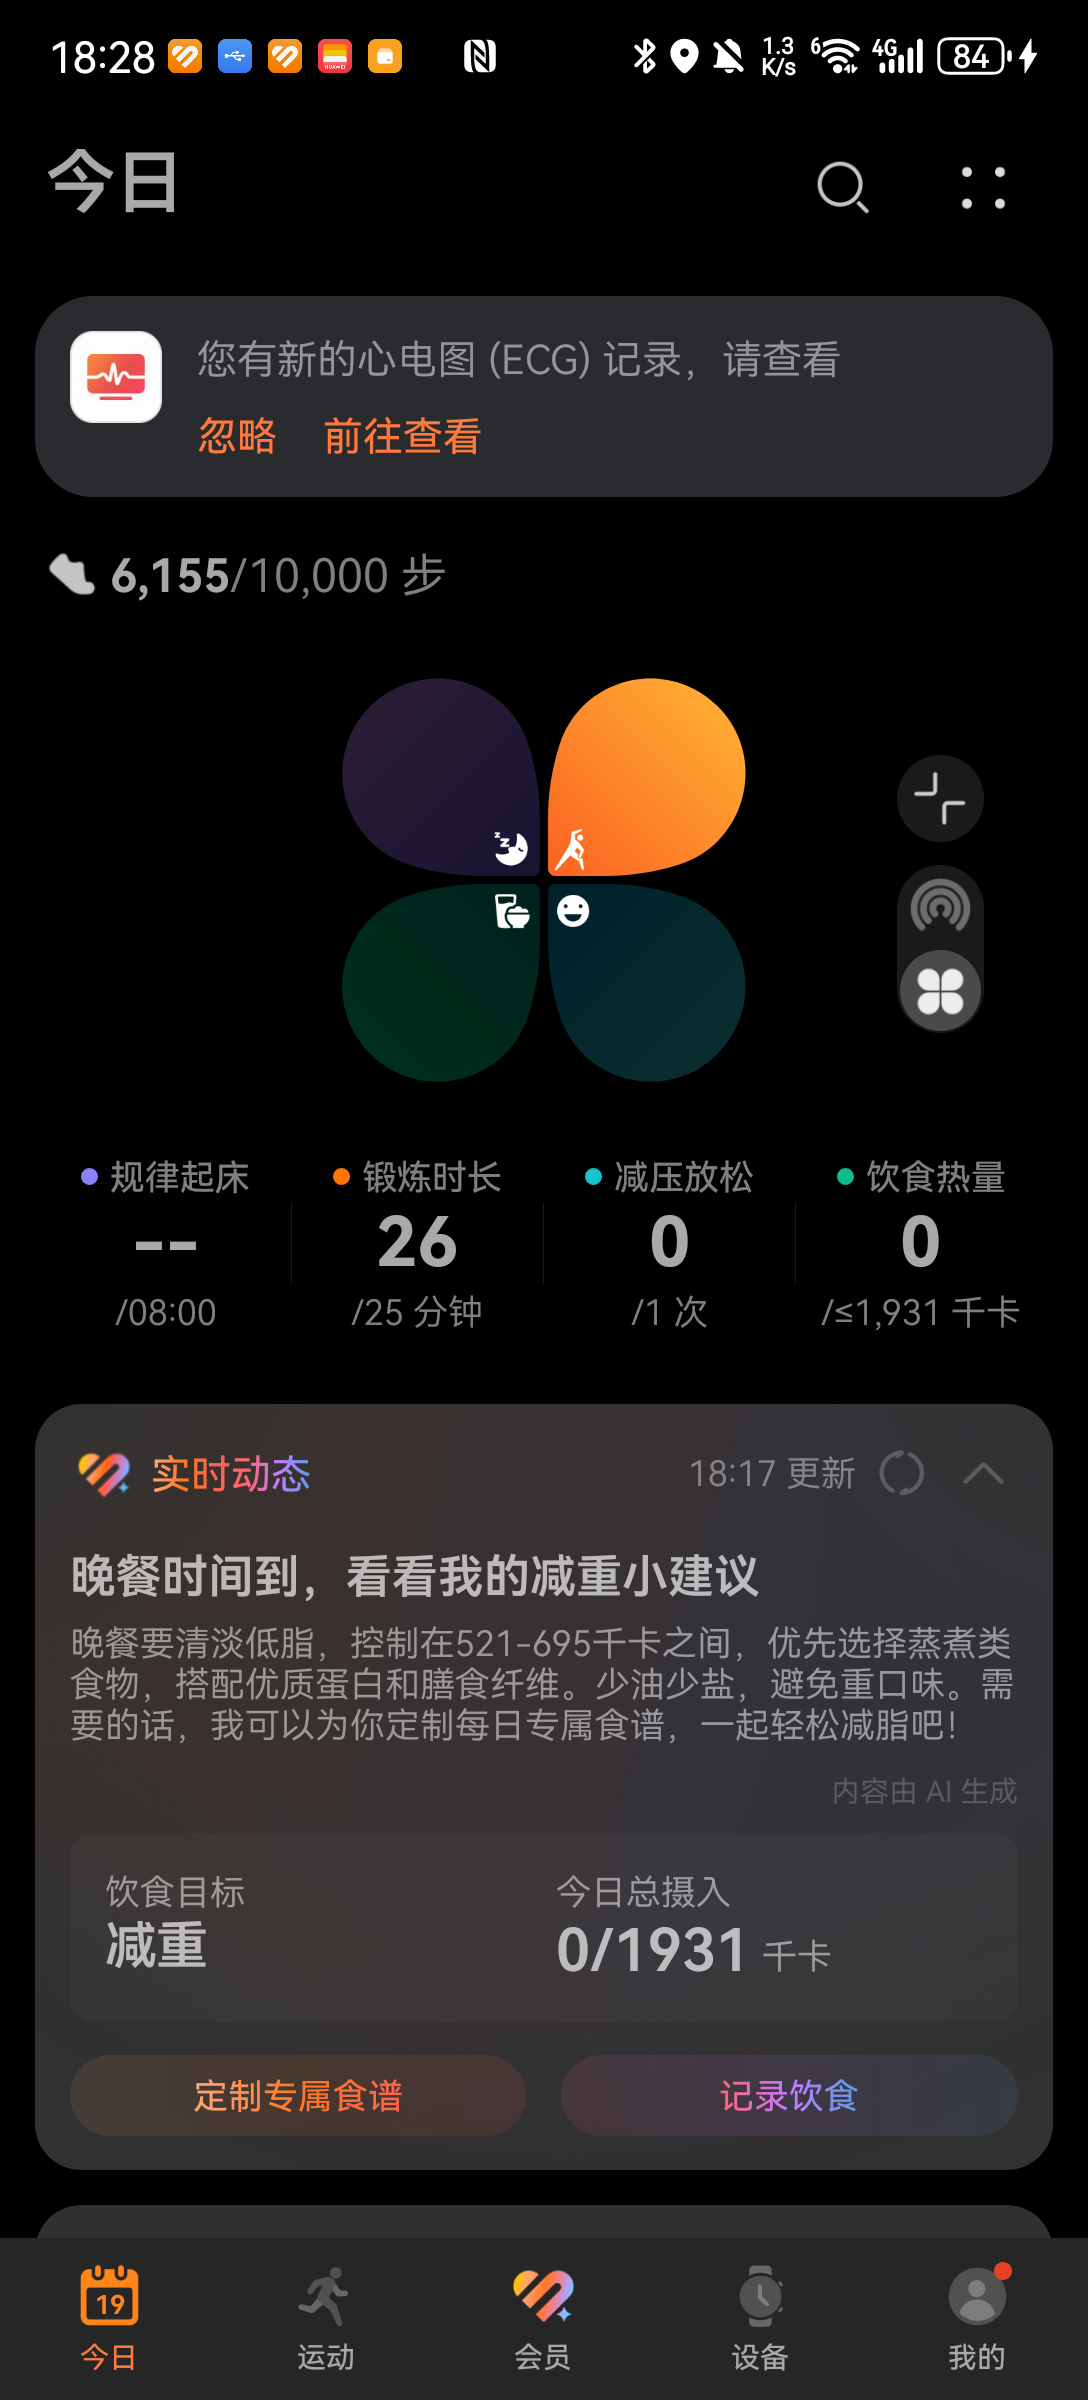 18:28
1.3 K/s
6
4G
84
今日
您有新的心电图 (ECG) 记录，请查看
忽略 前往查看
6,155/10,000 步
规律起床 锻炼时长 减压放松 饮食热量
-- 26 0 0
/08:00 /25 分钟 /1 次 /≤1,931 千卡
实时动态 18:17 更新
晚餐时间到，看看我的减重小建议
晚餐要清淡低脂，控制在521-695千卡之间，优先选择蒸煮类
食物，搭配优质蛋白和膳食纤维。少油少盐，避免重口味。需
要的话，我可以为你定制每日专属食谱，一起轻松减脂吧！
内容由 AI 生成
饮食目标 今日总摄入
减重 0/1931 千卡
定制专属食谱 记录饮食
19
今日 运动 会员 设备 我的